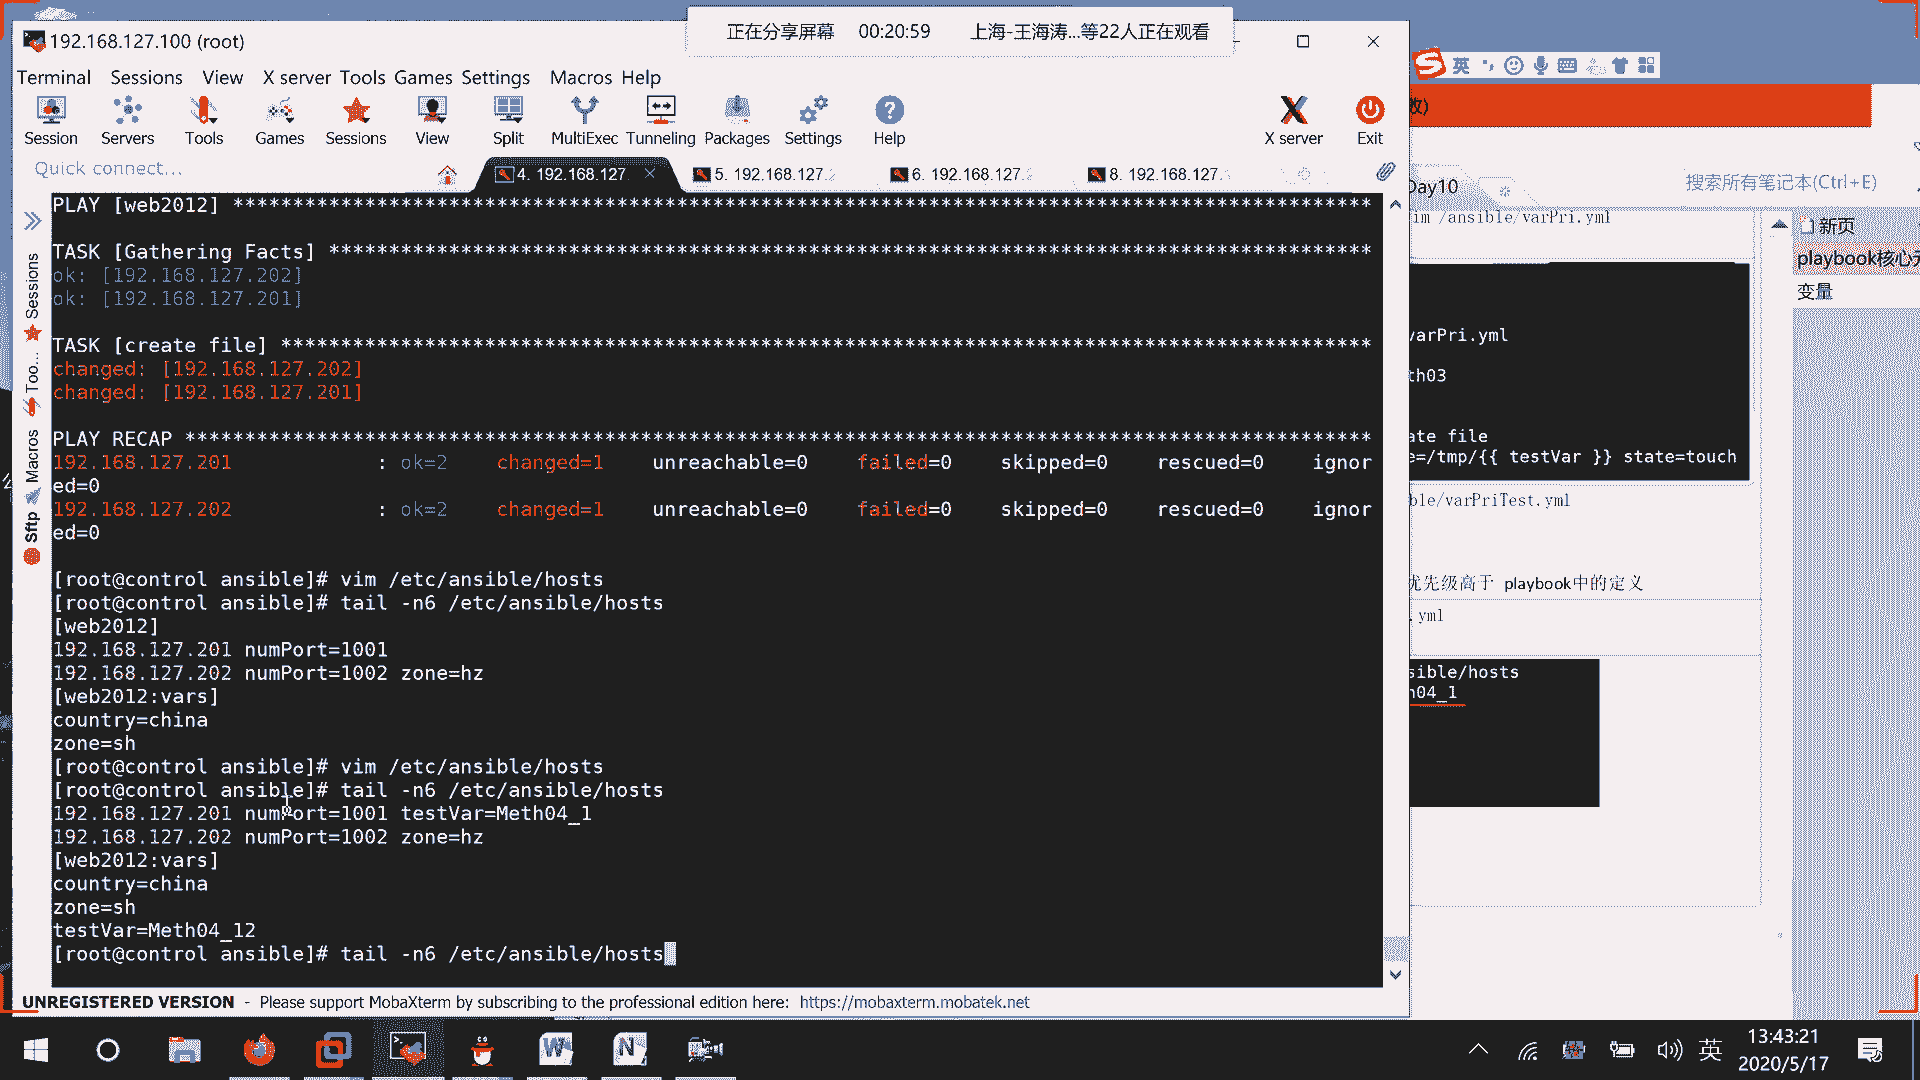 正在分享屏幕 00:20:59 上海-王海涛...等22人正在观看
192.168.127.100 (root)
Terminal Sessions View X server Tools Games Settings Macros Help
英
Session Servers Tools Games Sessions View Split MultiExec Tunneling Packages Settings Help X server Exit
Quick connect...
4. 192.168.127.
5. 192.168.127.2
6. 192.168.127.2
8. 192.168.127.
Sessions
Too...
Macros
Sftp
PLAY [web2012] **************************************************************************************************
TASK [Gathering Facts] ******************************************************************************************
ok: [192.168.127.202]
ok: [192.168.127.201]
TASK [create file] **********************************************************************************************
changed: [192.168.127.202]
changed: [192.168.127.201]
PLAY RECAP ******************************************************************************************************
192.168.127.201 : ok=2 changed=1 unreachable=0 failed=0 skipped=0 rescued=0 ignor
ed=0
192.168.127.202 : ok=2 changed=1 unreachable=0 failed=0 skipped=0 rescued=0 ignor
ed=0
[root@control ansible]# vim /etc/ansible/hosts
[root@control ansible]# tail -n6 /etc/ansible/hosts
[web2012]
192.168.127.201 numPort=1001
192.168.127.202 numPort=1002 zone=hz
[web2012:vars]
country=china
zone=sh
[root@control ansible]# vim /etc/ansible/hosts
[root@control ansible]# tail -n6 /etc/ansible/hosts
192.168.127.201 numPort=1001 testVar=Meth04_1
192.168.127.202 numPort=1002 zone=hz
[web2012:vars]
country=china
zone=sh
testVar=Meth04_12
[root@control ansible]# tail -n6 /etc/ansible/hosts
UNREGISTERED VERSION - Please support MobaXterm by subscribing to the professional edition here: https://mobaxterm.mobatek.net
Day10
搜索所有笔记本(Ctrl+E)
im /ansible/varPri.yml
新页
playbook核心元
变量
varPri.yml
th03
ate file
e=/tmp/{{ testVar }} state=touch
ble/varPriTest.yml
优先级高于 playbook中的定义
.yml
sible/hosts
h04_1
英
13:43:21
2020/5/17